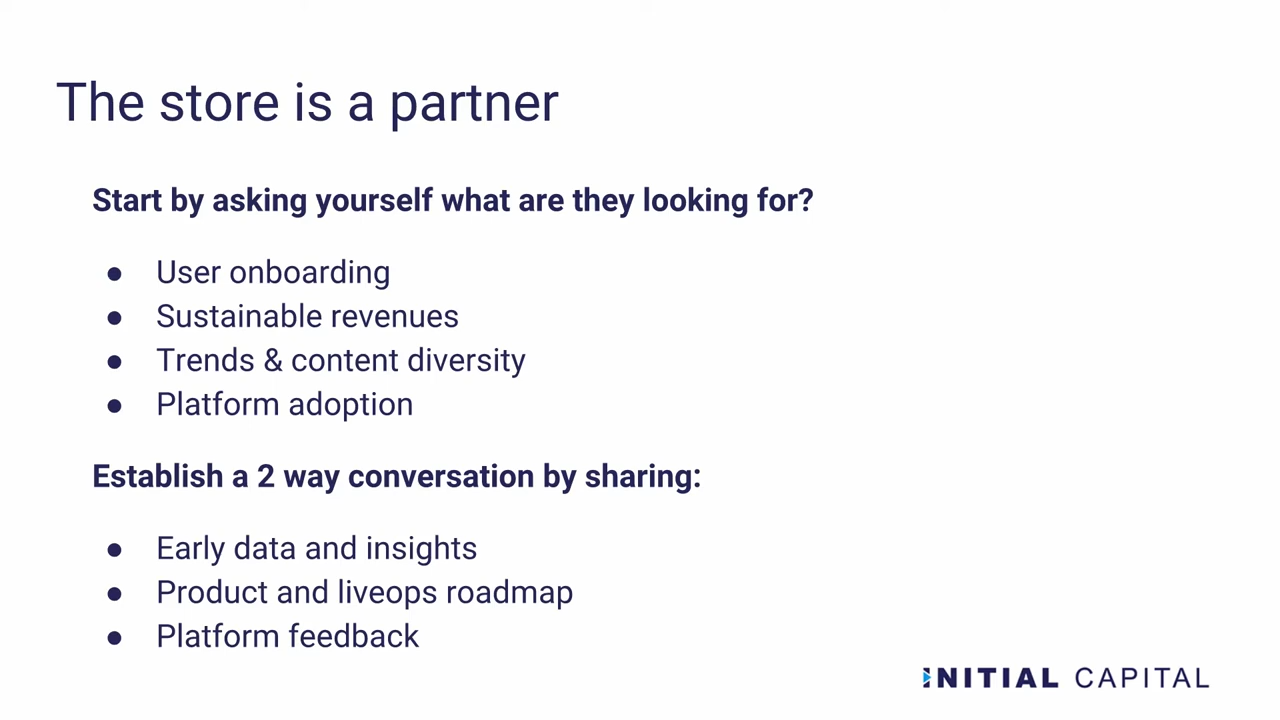 The store is a partner
Start by asking yourself what are they looking for?
● User onboarding
● Sustainable revenues
● Trends & content diversity
● Platform adoption
Establish a 2 way conversation by sharing:
● Early data and insights
● Product and liveops roadmap
● Platform feedback
INITIAL CAPITAL